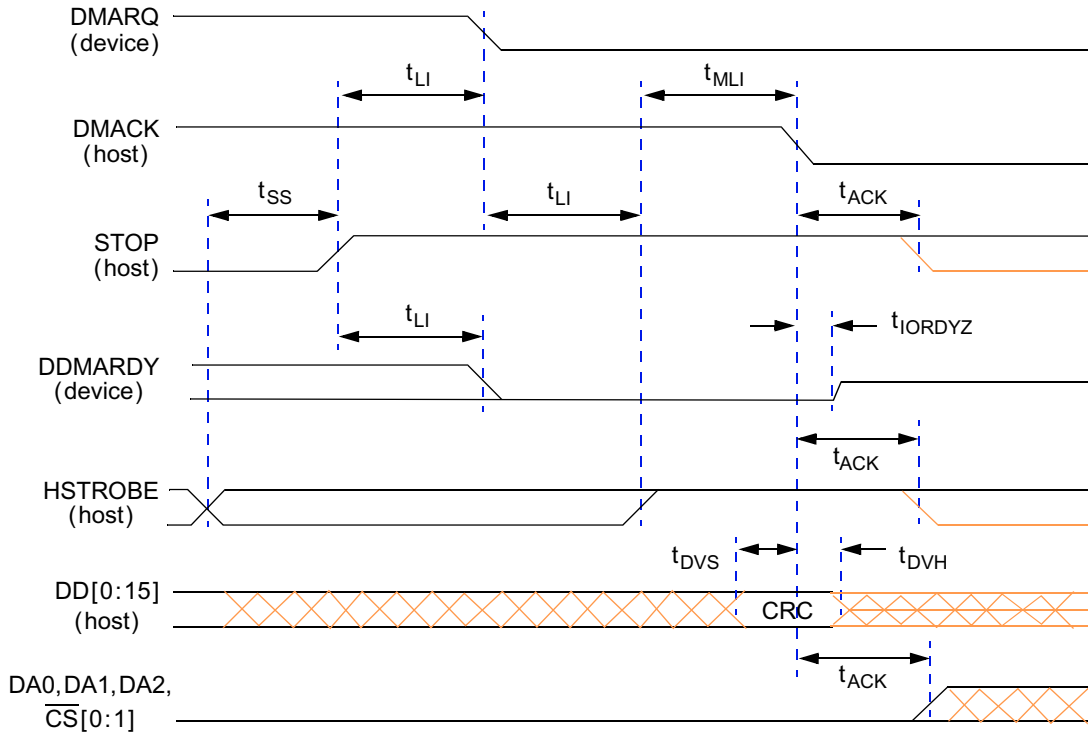 DMARQ
(device)
tLI
tMLI
DMACK
(host)
tSS
tLI
tACK
STOP
(host)
tLI
tIORDYZ
DDMARDY
(device)
tACK
HSTROBE
(host)
tDVS
tDVH
DD[0:15]
(host)
CRC
tACK
DA0,DA1,DA2,
CS[0:1]